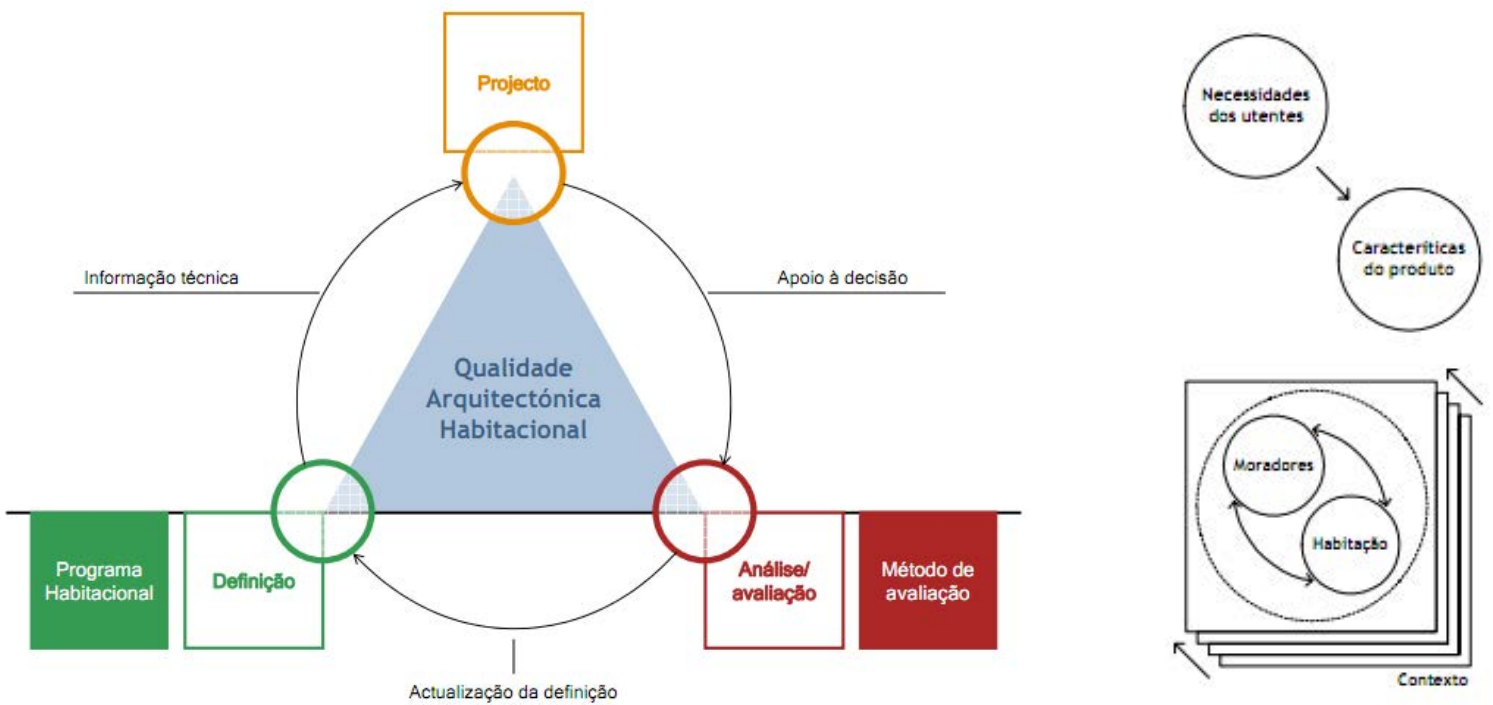 Projecto
Informação técnica
Apoio à decisão
Qualidade
Arquitectónica
Habitacional
Programa
Habitacional
Definição
Análise/
avaliação
Método de
avaliação
Actualização da definição
Necessidades
dos utentes
Caracteríticas
do produto
Moradores
Habitação
Contexto